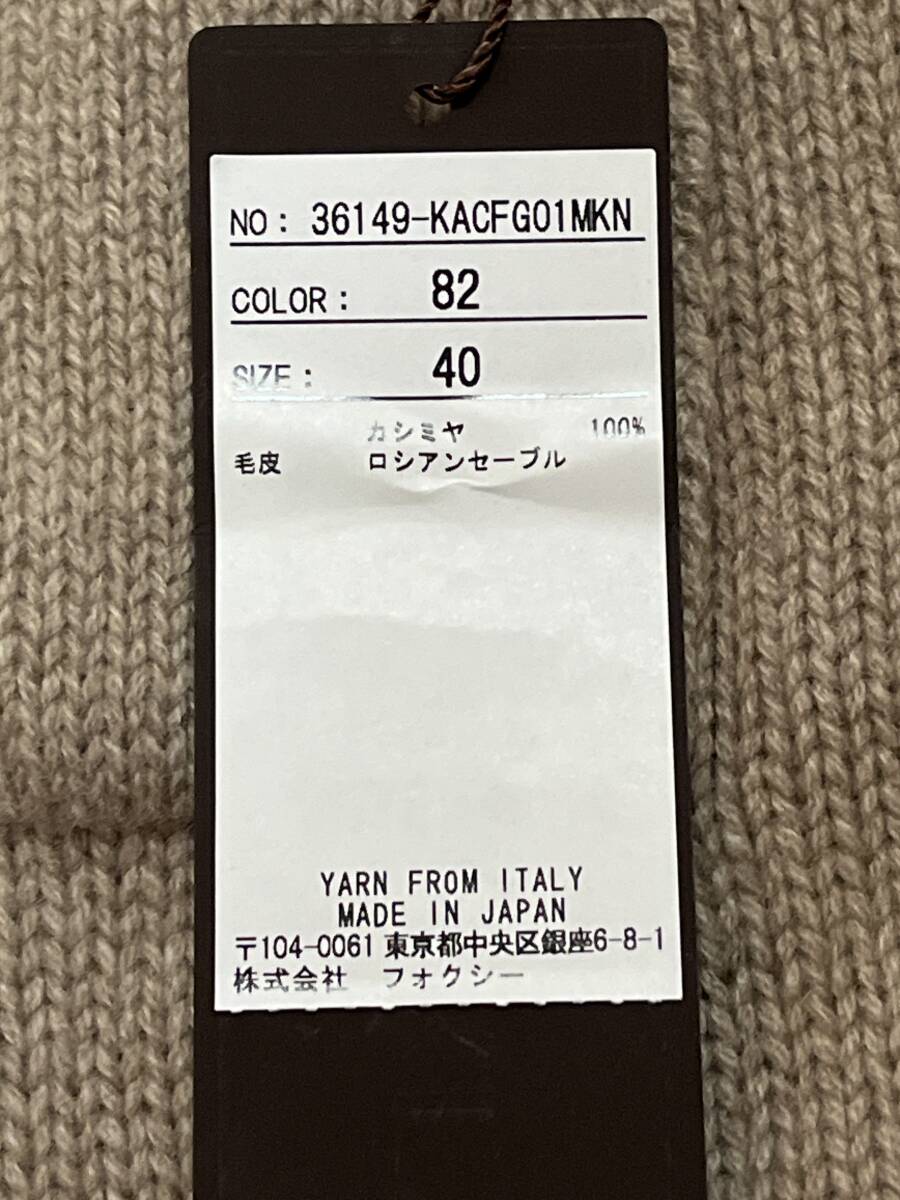 NO: 36149-KACFG01MKN
COLOR: 82
SIZE: 40
カシミヤ 100%
毛皮 ロシアンセーブル
YARN FROM ITALY
MADE IN JAPAN
〒104-0061 東京都中央区銀座6-8-1
株式会社 フォクシー